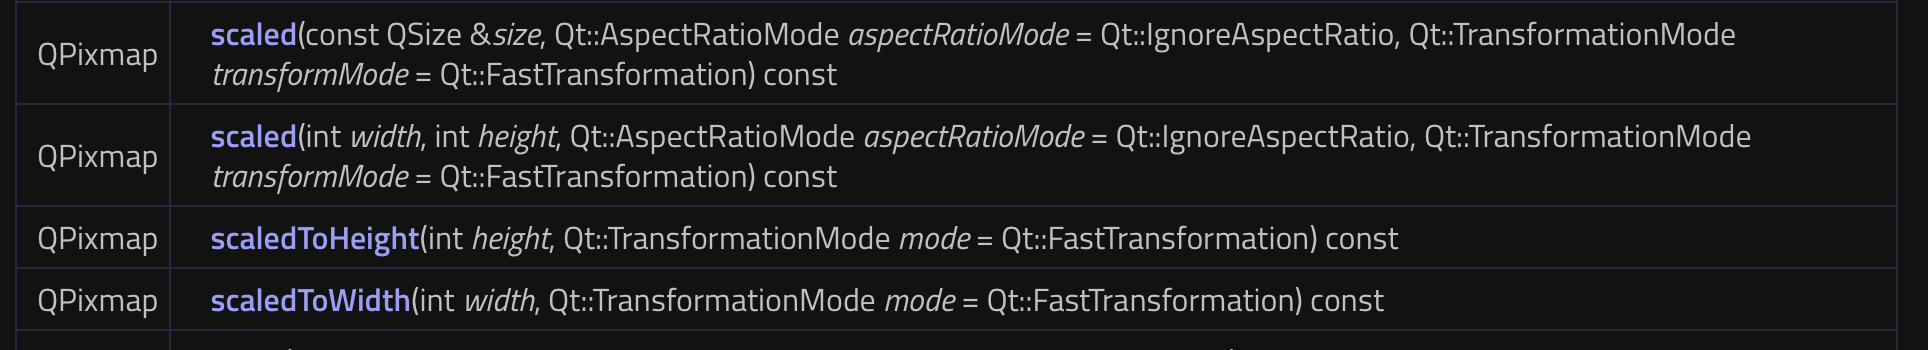 QPixmap
scaled(const QSize &size, Qt::AspectRatioMode aspectRatioMode = Qt::IgnoreAspectRatio, Qt::TransformationMode
transformMode = Qt::FastTransformation) const
QPixmap
scaled(int width, int height, Qt::AspectRatioMode aspectRatioMode = Qt::IgnoreAspectRatio, Qt::TransformationMode
transformMode = Qt::FastTransformation) const
QPixmap scaledToHeight(int height, Qt::TransformationMode mode = Qt::FastTransformation) const
QPixmap scaledToWidth(int width, Qt::TransformationMode mode = Qt::FastTransformation) const